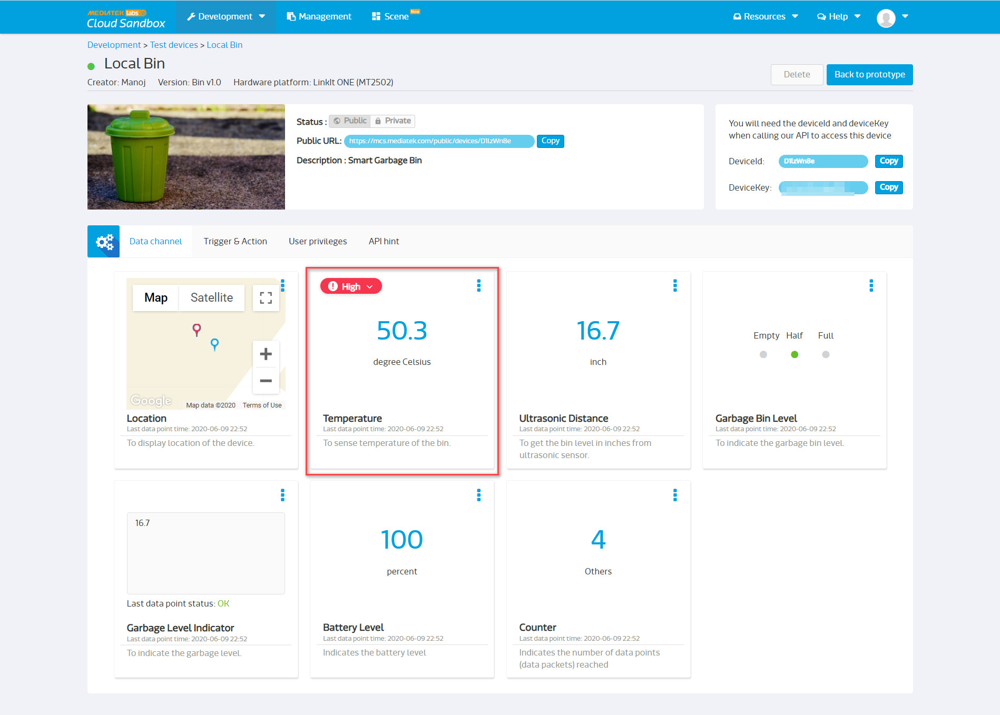 MEDIATEK labs
Cloud Sandbox
Development
Management
Scene New
Resources
Help
Development > Test devices > Local Bin
Local Bin
Creator: Manoj Version: Bin v1.0 Hardware platform: LinkIt ONE (MT2502)
Delete
Back to prototype
Status : Public Private
Public URL: https://mcs.mediatek.com/public/devices/D1lzWn8e Copy
Description : Smart Garbage Bin
You will need the deviceId and deviceKey
when calling our API to access this device
DeviceId: D1lzWn8e Copy
DeviceKey: Copy
Data channel
Trigger & Action
User privileges
API hint
Map Satellite
Google
Map data ©2020 Terms of Use
Location
Last data point time: 2020-06-09 22:52
To display location of the device.
High
50.3
degree Celsius
Temperature
Last data point time: 2020-06-09 22:52
To sense temperature of the bin.
16.7
inch
Ultrasonic Distance
Last data point time: 2020-06-09 22:52
To get the bin level in inches from
ultrasonic sensor.
Empty Half Full
Garbage Bin Level
Last data point time: 2020-06-09 22:52
To indicate the garbage bin level.
16.7
Last data point status: OK
Garbage Level Indicator
Last data point time: 2020-06-09 22:52
To indicate the garbage level.
100
percent
Battery Level
Last data point time: 2020-06-09 22:52
Indicates the battery level
4
Others
Counter
Last data point time: 2020-06-09 22:52
Indicates the number of data points
(data packets) reached